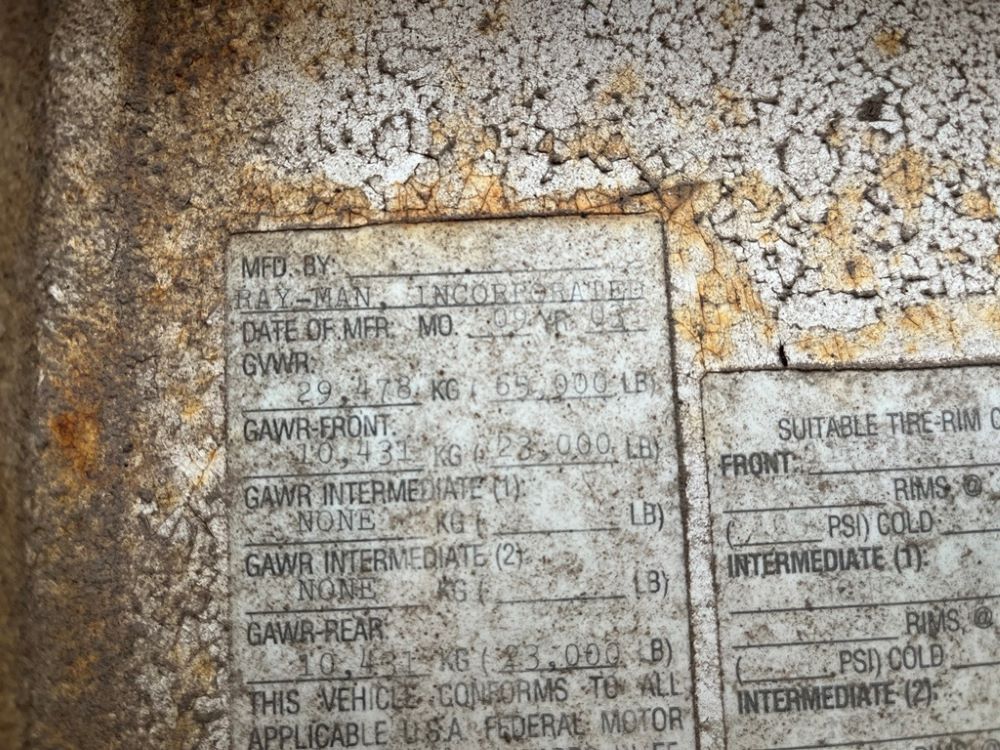 MFD. BY
RAY-MAN, INCORPORATED
DATE OF MFR: MO. 09 YR 93
GVWR:
29,478 KG ( 65,000 LB)
GAWR-FRONT:
10,431 KG ( 23,000 LB)
GAWR INTERMEDIATE (1):
NONE KG ( LB)
GAWR INTERMEDIATE (2):
NONE KG ( LB)
GAWR-REAR
10,431 KG ( 23,000 LB)
THIS VEHICLE CONFORMS TO ALL
APPLICABLE U.S.A. FEDERAL MOTOR
SUITABLE TIRE-RIM
FRONT:
RIMS @
( PSI) COLD
INTERMEDIATE (1):
RIMS @
( PSI) COLD
INTERMEDIATE (2):